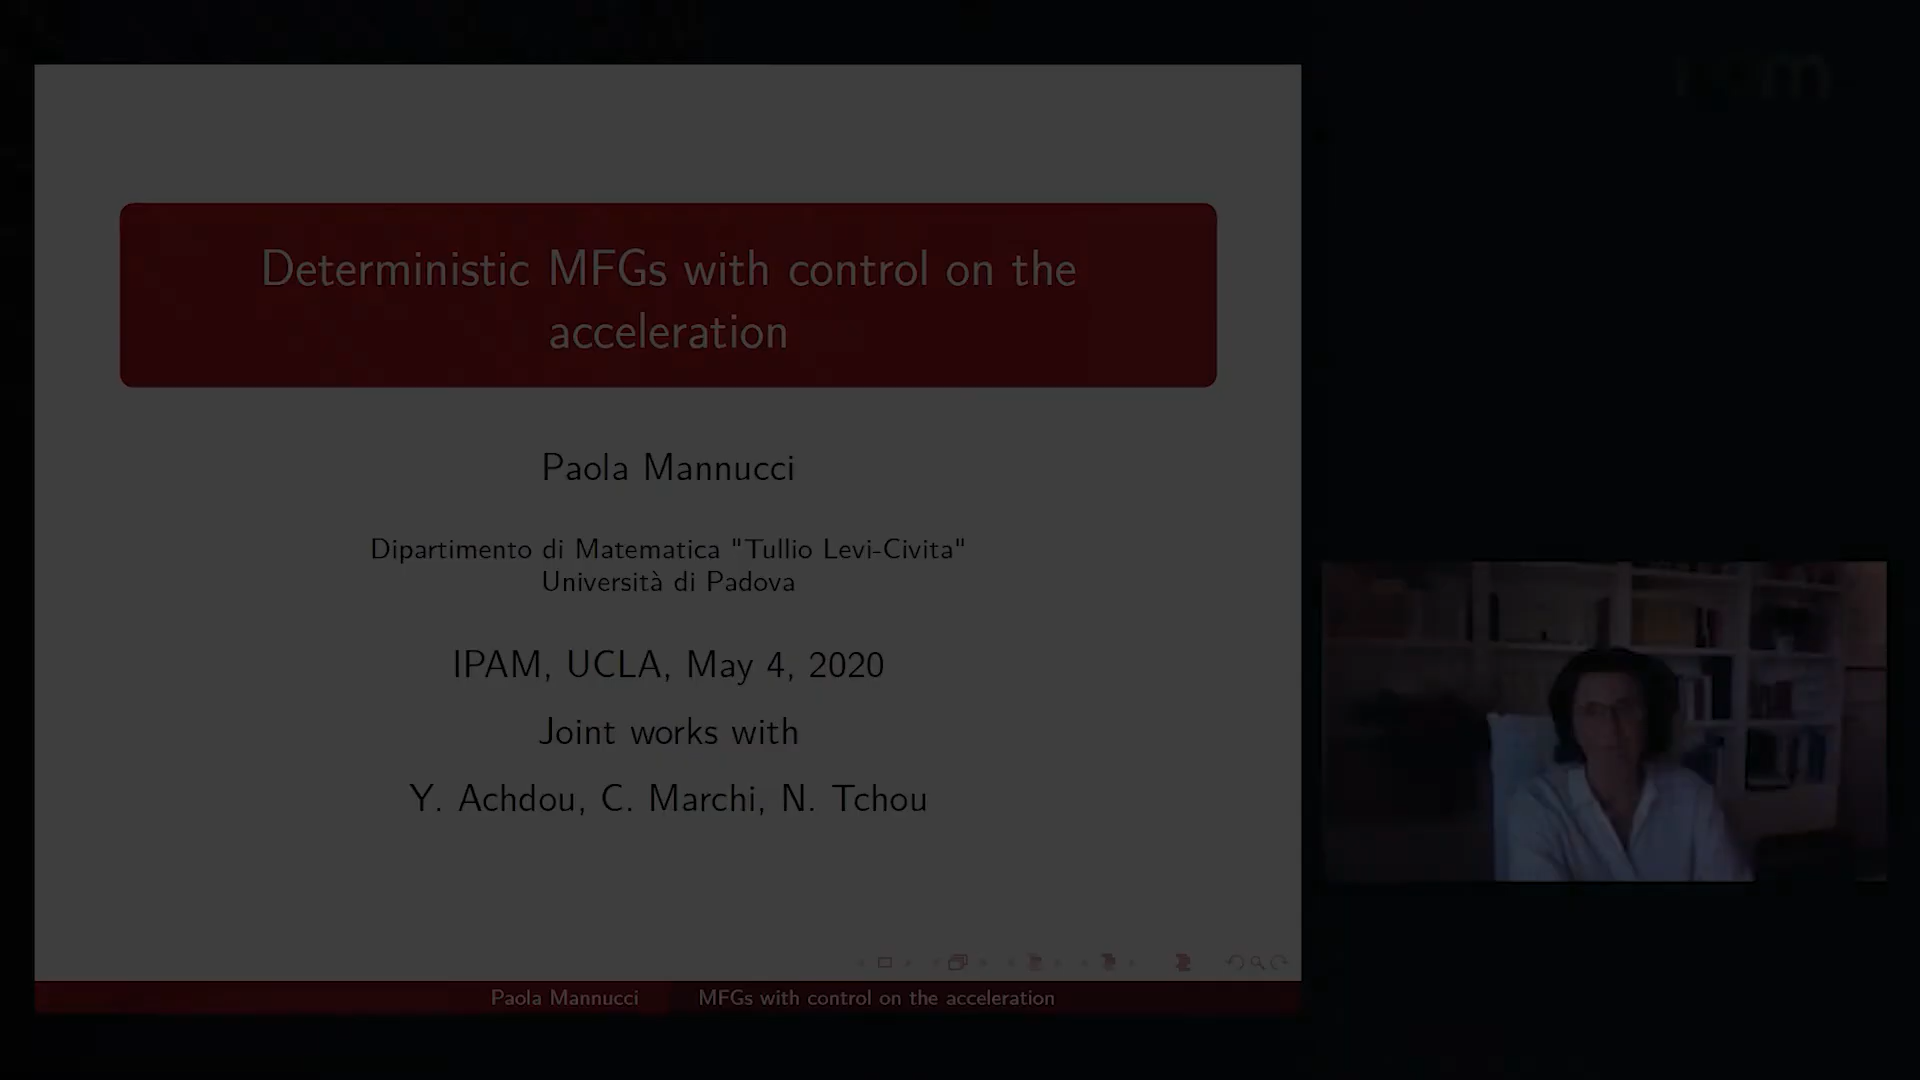 Deterministic MFGs with control on the
acceleration
Paola Mannucci
Dipartimento di Matematica "Tullio Levi-Civita"
Università di Padova
IPAM, UCLA, May 4, 2020
Joint works with
Y. Achdou, C. Marchi, N. Tchou
Paola Mannucci MFGs with control on the acceleration